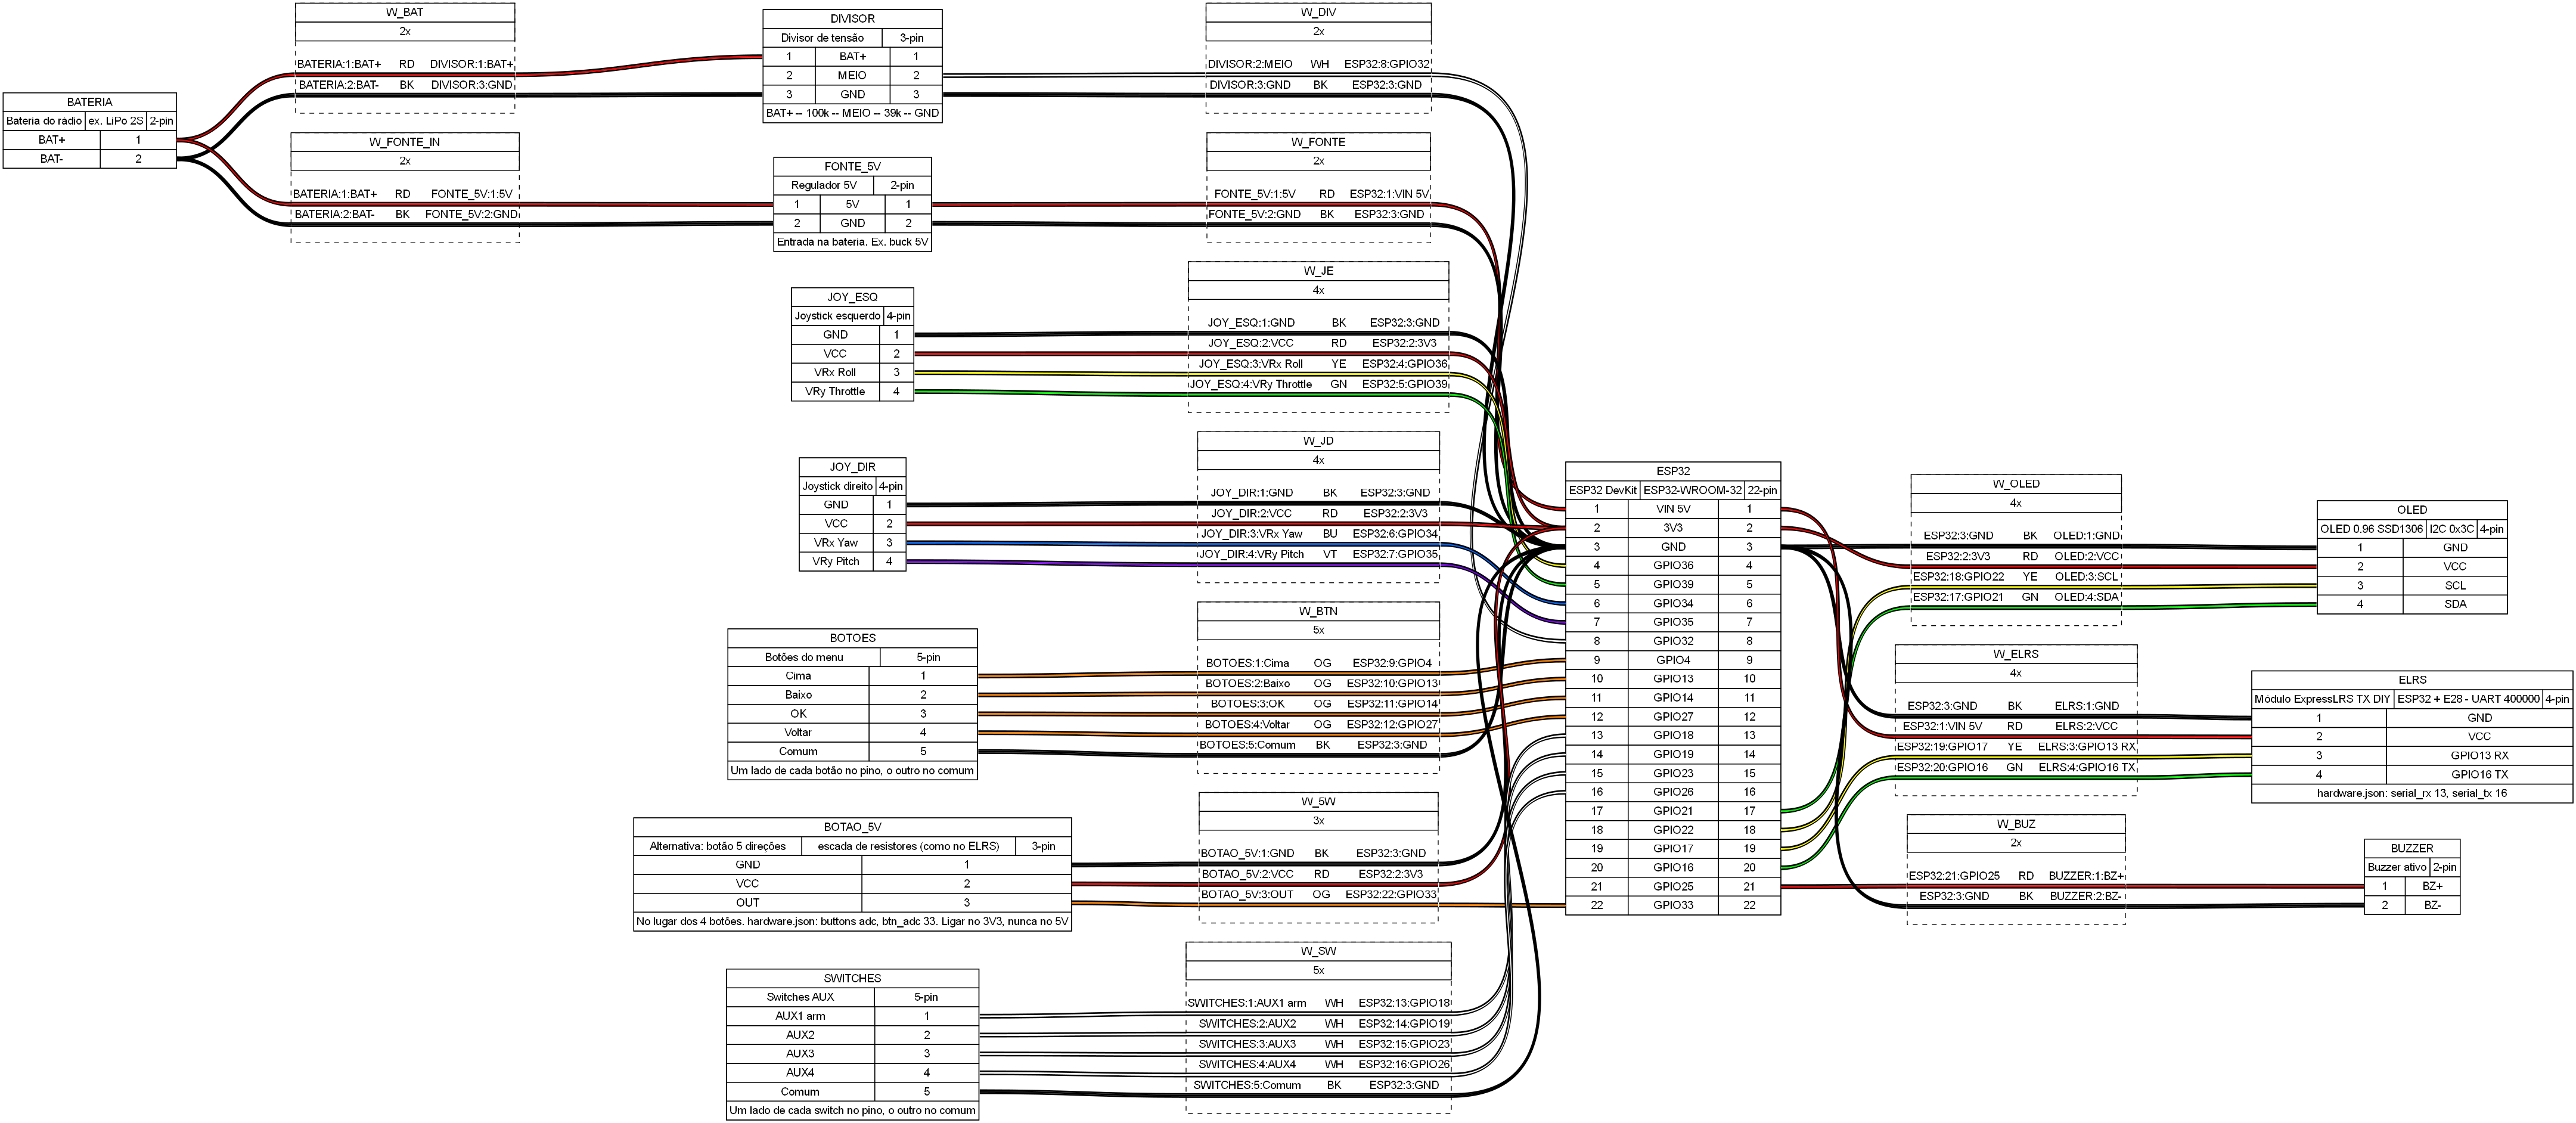 W_BAT
2x
BATERIA:1:BAT+ RD DIVISOR:1:BAT+
BATERIA:2:BAT- BK DIVISOR:3:GND
DIVISOR
Divisor de tensão 3-pin
1 BAT+ 1
2 MEIO 2
3 GND 3
BAT+ -- 100k -- MEIO -- 39k -- GND
W_DIV
2x
DIVISOR:2:MEIO WH ESP32:8:GPIO32
DIVISOR:3:GND BK ESP32:3:GND
BATERIA
Bateria do rádio ex. LiPo 2S 2-pin
BAT+ 1
BAT- 2
W_FONTE_IN
2x
BATERIA:1:BAT+ RD FONTE_5V:1:5V
BATERIA:2:BAT- BK FONTE_5V:2:GND
FONTE_5V
Regulador 5V 2-pin
1 5V 1
2 GND 2
Entrada na bateria. Ex. buck 5V
W_FONTE
2x
FONTE_5V:1:5V RD ESP32:1:VIN 5V
FONTE_5V:2:GND BK ESP32:3:GND
JOY_ESQ
Joystick esquerdo 4-pin
GND 1
VCC 2
VRx Roll 3
VRy Throttle 4
W_JE
4x
JOY_ESQ:1:GND BK ESP32:3:GND
JOY_ESQ:2:VCC RD ESP32:2:3V3
JOY_ESQ:3:VRx Roll YE ESP32:4:GPIO36
JOY_ESQ:4:VRy Throttle GN ESP32:5:GPIO39
JOY_DIR
Joystick direito 4-pin
GND 1
VCC 2
VRx Yaw 3
VRy Pitch 4
W_JD
4x
JOY_DIR:1:GND BK ESP32:3:GND
JOY_DIR:2:VCC RD ESP32:2:3V3
JOY_DIR:3:VRx Yaw BU ESP32:6:GPIO34
JOY_DIR:4:VRy Pitch VT ESP32:7:GPIO35
BOTOES
Botões do menu 5-pin
Cima 1
Baixo 2
OK 3
Voltar 4
Comum 5
Um lado de cada botão no pino, o outro no comum
W_BTN
5x
BOTOES:1:Cima OG ESP32:9:GPIO4
BOTOES:2:Baixo OG ESP32:10:GPIO13
BOTOES:3:OK OG ESP32:11:GPIO14
BOTOES:4:Voltar OG ESP32:12:GPIO27
BOTOES:5:Comum BK ESP32:3:GND
BOTAO_5V
Alternativa: botão 5 direções escada de resistores (como no ELRS) 3-pin
GND 1
VCC 2
OUT 3
No lugar dos 4 botões. hardware.json: buttons adc, btn_adc 33. Ligar no 3V3, nunca no 5V
W_5W
3x
BOTAO_5V:1:GND BK ESP32:3:GND
BOTAO_5V:2:VCC RD ESP32:2:3V3
BOTAO_5V:3:OUT OG ESP32:22:GPIO33
SWITCHES
Switches AUX 5-pin
AUX1 arm 1
AUX2 2
AUX3 3
AUX4 4
Comum 5
Um lado de cada switch no pino, o outro no comum
W_SW
5x
SWITCHES:1:AUX1 arm WH ESP32:13:GPIO18
SWITCHES:2:AUX2 WH ESP32:14:GPIO19
SWITCHES:3:AUX3 WH ESP32:15:GPIO23
SWITCHES:4:AUX4 WH ESP32:16:GPIO26
SWITCHES:5:Comum BK ESP32:3:GND
ESP32
ESP32 DevKit ESP32-WROOM-32 22-pin
1 VIN 5V 1
2 3V3 2
3 GND 3
4 GPIO36 4
5 GPIO39 5
6 GPIO34 6
7 GPIO35 7
8 GPIO32 8
9 GPIO4 9
10 GPIO13 10
11 GPIO14 11
12 GPIO27 12
13 GPIO18 13
14 GPIO19 14
15 GPIO23 15
16 GPIO26 16
17 GPIO21 17
18 GPIO22 18
19 GPIO17 19
20 GPIO16 20
21 GPIO25 21
22 GPIO33 22
W_OLED
4x
ESP32:3:GND BK OLED:1:GND
ESP32:2:3V3 RD OLED:2:VCC
ESP32:18:GPIO22 YE OLED:3:SCL
ESP32:17:GPIO21 GN OLED:4:SDA
OLED
OLED 0.96 SSD1306 I2C 0x3C 4-pin
1 GND
2 VCC
3 SCL
4 SDA
W_ELRS
4x
ESP32:3:GND BK ELRS:1:GND
ESP32:1:VIN 5V RD ELRS:2:VCC
ESP32:19:GPIO17 YE ELRS:3:GPIO13 RX
ESP32:20:GPIO16 GN ELRS:4:GPIO16 TX
ELRS
Módulo ExpressLRS TX DIY ESP32 + E28 - UART 400000 4-pin
1 GND
2 VCC
3 GPIO13 RX
4 GPIO16 TX
hardware.json: serial_rx 13, serial_tx 16
W_BUZ
2x
ESP32:21:GPIO25 RD BUZZER:1:BZ+
ESP32:3:GND BK BUZZER:2:BZ-
BUZZER
Buzzer ativo 2-pin
1 BZ+
2 BZ-